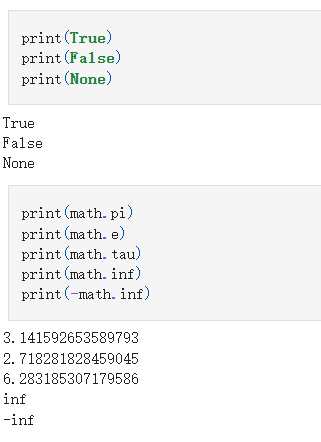 print(True)
print(False)
print(None)
True
False
None
print(math.pi)
print(math.e)
print(math.tau)
print(math.inf)
print(-math.inf)
3.141592653589793
2.718281828459045
6.283185307179586
inf
-inf